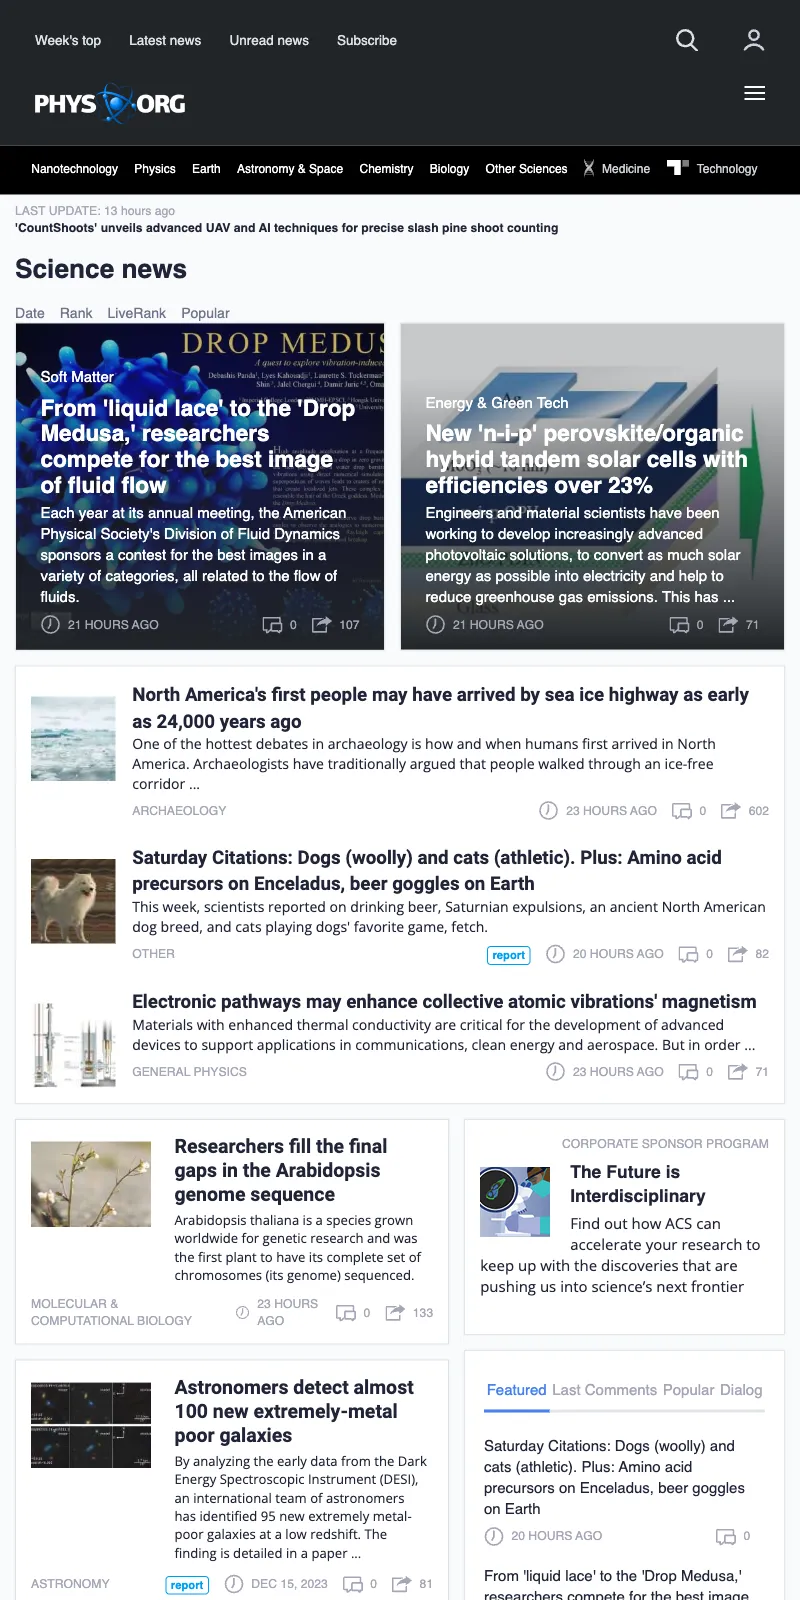 Week's top Latest news Unread news Subscribe
PHYS ORG
Nanotechnology Physics Earth Astronomy & Space Chemistry Biology Other Sciences Medicine Technology
LAST UPDATE: 13 hours ago
'CountShoots' unveils advanced UAV and AI techniques for precise slash pine shoot counting
Science news
Date Rank LiveRank Popular
DROP MEDUS
A quest to explore vibration-induce
Soft Matter
From 'liquid lace' to the 'Drop
Medusa,' researchers
compete for the best image
of fluid flow
Each year at its annual meeting, the American
Physical Society's Division of Fluid Dynamics
sponsors a contest for the best images in a
variety of categories, all related to the flow of
fluids.
21 HOURS AGO 0 107
Energy & Green Tech
New 'n-i-p' perovskite/organic
hybrid tandem solar cells with
efficiencies over 23%
Engineers and material scientists have been
working to develop increasingly advanced
photovoltaic solutions, to convert as much solar
energy as possible into electricity and help to
reduce greenhouse gas emissions. This has ...
21 HOURS AGO 0 71
North America's first people may have arrived by sea ice highway as early
as 24,000 years ago
One of the hottest debates in archaeology is how and when humans first arrived in North
America. Archaeologists have traditionally argued that people walked through an ice-free
corridor ...
ARCHAEOLOGY 23 HOURS AGO 0 602
Saturday Citations: Dogs (woolly) and cats (athletic). Plus: Amino acid
precursors on Enceladus, beer goggles on Earth
This week, scientists reported on drinking beer, Saturnian expulsions, an ancient North American
dog breed, and cats playing dogs' favorite game, fetch.
OTHER report 20 HOURS AGO 0 82
Electronic pathways may enhance collective atomic vibrations' magnetism
Materials with enhanced thermal conductivity are critical for the development of advanced
devices to support applications in communications, clean energy and aerospace. But in order ...
GENERAL PHYSICS 23 HOURS AGO 0 71
Researchers fill the final
gaps in the Arabidopsis
genome sequence
Arabidopsis thaliana is a species grown
worldwide for genetic research and was
the first plant to have its complete set of
chromosomes (its genome) sequenced.
MOLECULAR &
COMPUTATIONAL BIOLOGY 23 HOURS
AGO 0 133
Astronomers detect almost
100 new extremely-metal
poor galaxies
By analyzing the early data from the Dark
Energy Spectroscopic Instrument (DESI),
an international team of astronomers
has identified 95 new extremely metal-
poor galaxies at a low redshift. The
finding is detailed in a paper ...
ASTRONOMY report DEC 15, 2023 0 81
CORPORATE SPONSOR PROGRAM
The Future is
Interdisciplinary
Find out how ACS can
accelerate your research to
keep up with the discoveries that are
pushing us into science's next frontier
Featured Last Comments Popular Dialog
Saturday Citations: Dogs (woolly) and
cats (athletic). Plus: Amino acid
precursors on Enceladus, beer goggles
on Earth
20 HOURS AGO 0
From 'liquid lace' to the 'Drop Medusa,'
researchers compete for the best image